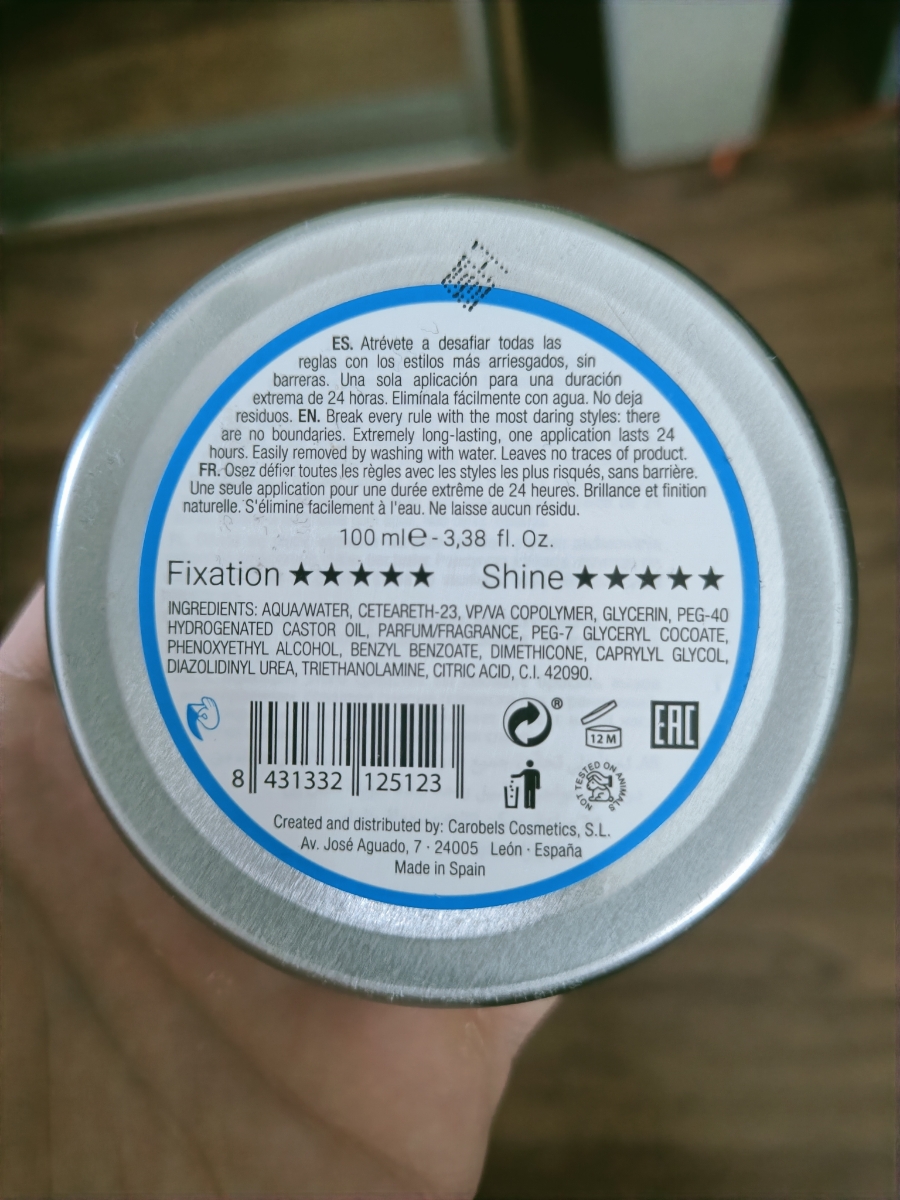 ES. Atrévete a desafiar todas las
reglas con los estilos más arriesgados, sin
barreras. Una sola aplicación para una duración
extrema de 24 horas. Elimínala fácilmente con agua. No deja
residuos. EN. Break every rule with the most daring styles: there
are no boundaries. Extremely long-lasting, one application lasts 24
hours. Easily removed by washing with water. Leaves no traces of product.
FR. Osez défier toutes les règles avec les styles les plus risqués, sans barrière.
Une seule application pour une durée extrême de 24 heures. Brillance et finition
naturelle. S'élimine facilement à l'eau. Ne laisse aucun résidu.
100 ml℮ - 3,38 fl. Oz.
Fixation ★★★★★ Shine ★★★★★
INGREDIENTS: AQUA/WATER, CETEARETH-23, VP/VA COPOLYMER, GLYCERIN, PEG-40
HYDROGENATED CASTOR OIL, PARFUM/FRAGRANCE, PEG-7 GLYCERYL COCOATE,
PHENOXYETHYL ALCOHOL, BENZYL BENZOATE, DIMETHICONE, CAPRYLYL GLYCOL,
DIAZOLIDINYL UREA, TRIETHANOLAMINE, CITRIC ACID, C.I. 42090.
® 12 M EAC
8 431332 125123
NOT TESTED ON ANIMALS
Created and distributed by: Carobels Cosmetics, S.L.
Av. José Aguado, 7 · 24005 León · España
Made in Spain